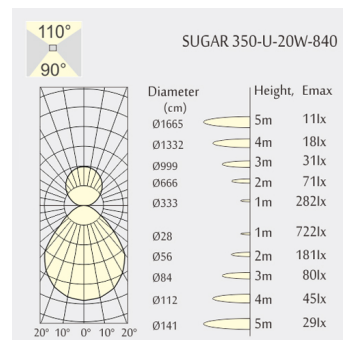 110°
90°
SUGAR 350-U-20W-840
Diameter Height, Emax
(cm)
Ø1665 5m 11lx
Ø1332 4m 18lx
Ø999 3m 31lx
Ø666 2m 71lx
Ø333 1m 282lx
Ø28 1m 722lx
Ø56 2m 181lx
Ø84 3m 80lx
Ø112 4m 45lx
Ø141 5m 29lx
20° 10° 0° 10° 20°